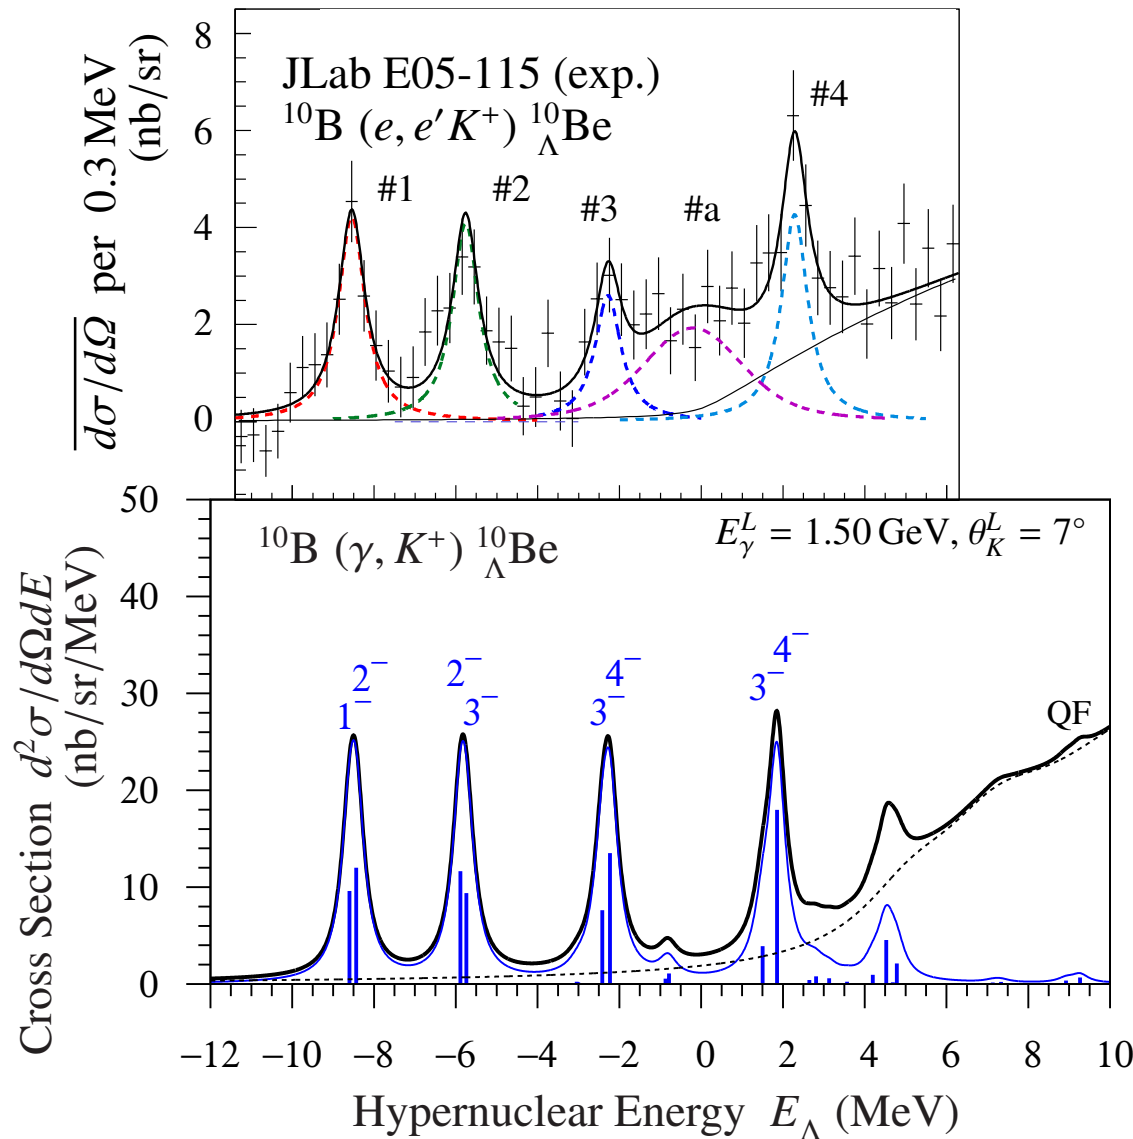 8
6
4
2
0
dσ/dΩ per 0.3 MeV
(nb/sr)
JLab E05-115 (exp.)
¹⁰B (e, e′K⁺) ¹⁰ΛBe
#1
#2
#3
#a
#4
50
40
30
20
10
0
Cross Section d²σ/dΩdE
(nb/sr/MeV)
¹⁰B (γ, K⁺) ¹⁰ΛBe
E^L_γ = 1.50 GeV, θ^L_K = 7°
2⁻
1⁻
2⁻
3⁻
4⁻
3⁻
4⁻
3⁻
QF
−12 −10 −8 −6 −4 −2 0 2 4 6 8 10
Hypernuclear Energy E_Λ (MeV)